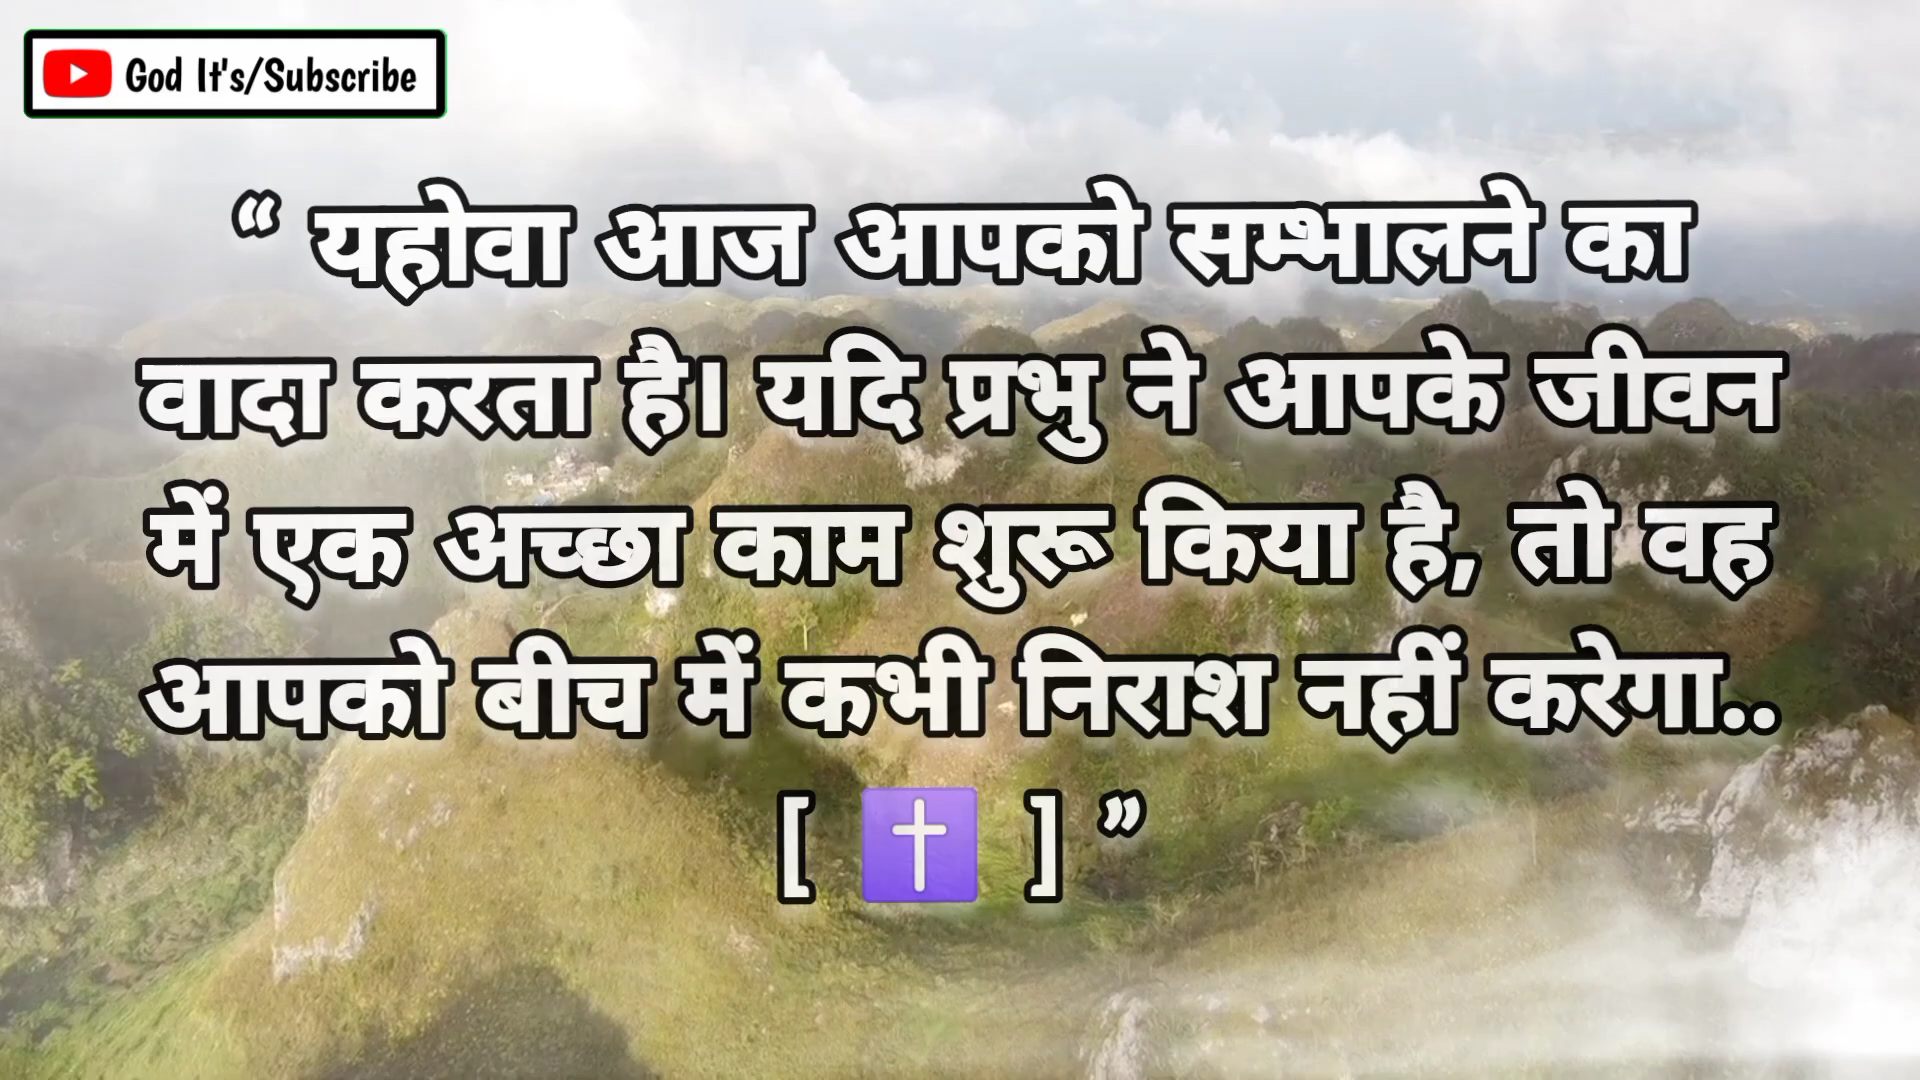 God It's/Subscribe
“ यहोवा आज आपको सम्भालने का
वादा करता है। यदि प्रभु ने आपके जीवन
में एक अच्छा काम शुरू किया है, तो वह
आपको बीच में कभी निराश नहीं करेगा..
[ ✝️ ] ”